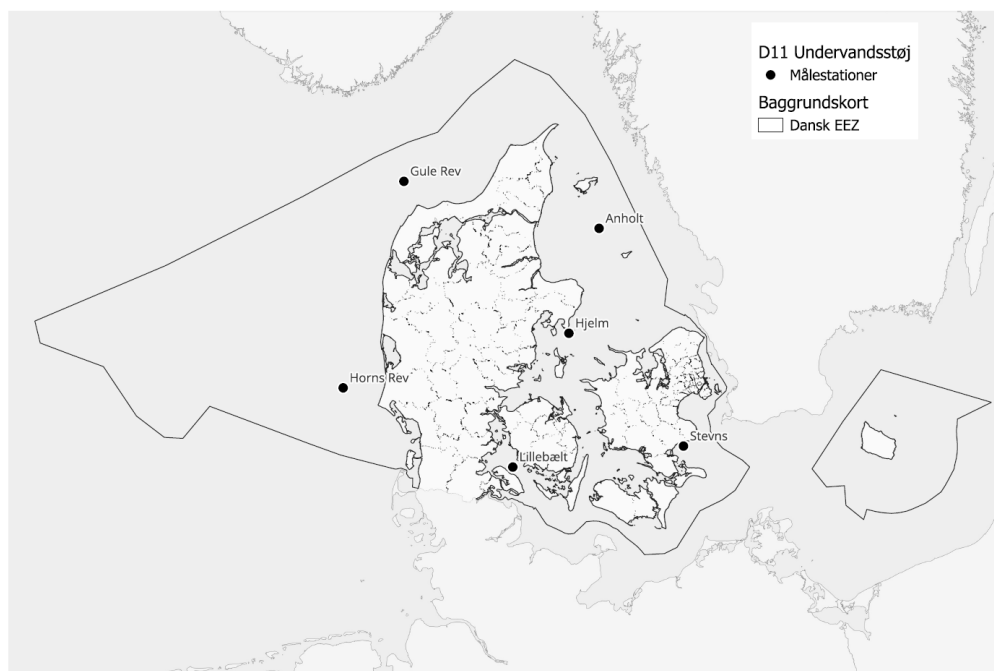 D11 Undervandsstøj
Målestationer
Baggrundskort
Dansk EEZ
Gule Rev
Anholt
Hjelm
Horns Rev
Stevns
Lillebælt